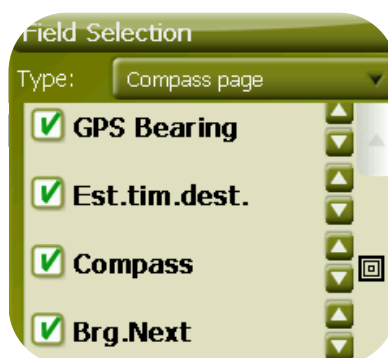 Field Selection
Type: Compass page
GPS Bearing
Est.tim.dest.
Compass
Brg.Next